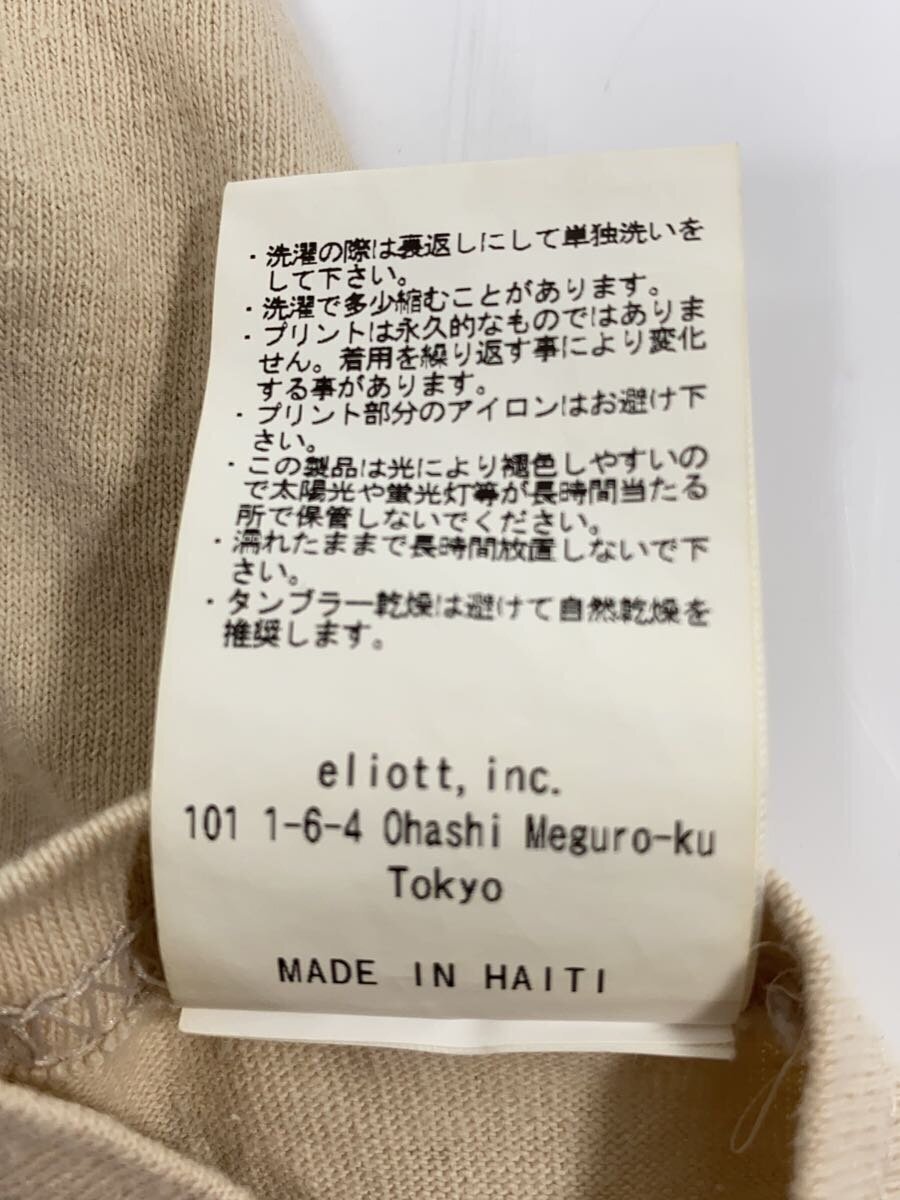 ・洗濯の際は裏返しにして単独洗いを
して下さい。
・洗濯で多少縮むことがあります。
・プリントは永久的なものではありま
せん。着用を繰り返す事により変化
する事があります。
・プリント部分のアイロンはお避け下
さい。
・この製品は光により褪色しやすいの
で太陽光や蛍光灯等が長時間当たる
所で保管しないでください。
・濡れたままで長時間放置しないで下
さい。
・タンブラー乾燥は避けて自然乾燥を
推奨します。
eliott, inc.
101 1-6-4 Ohashi Meguro-ku
Tokyo
MADE IN HAITI